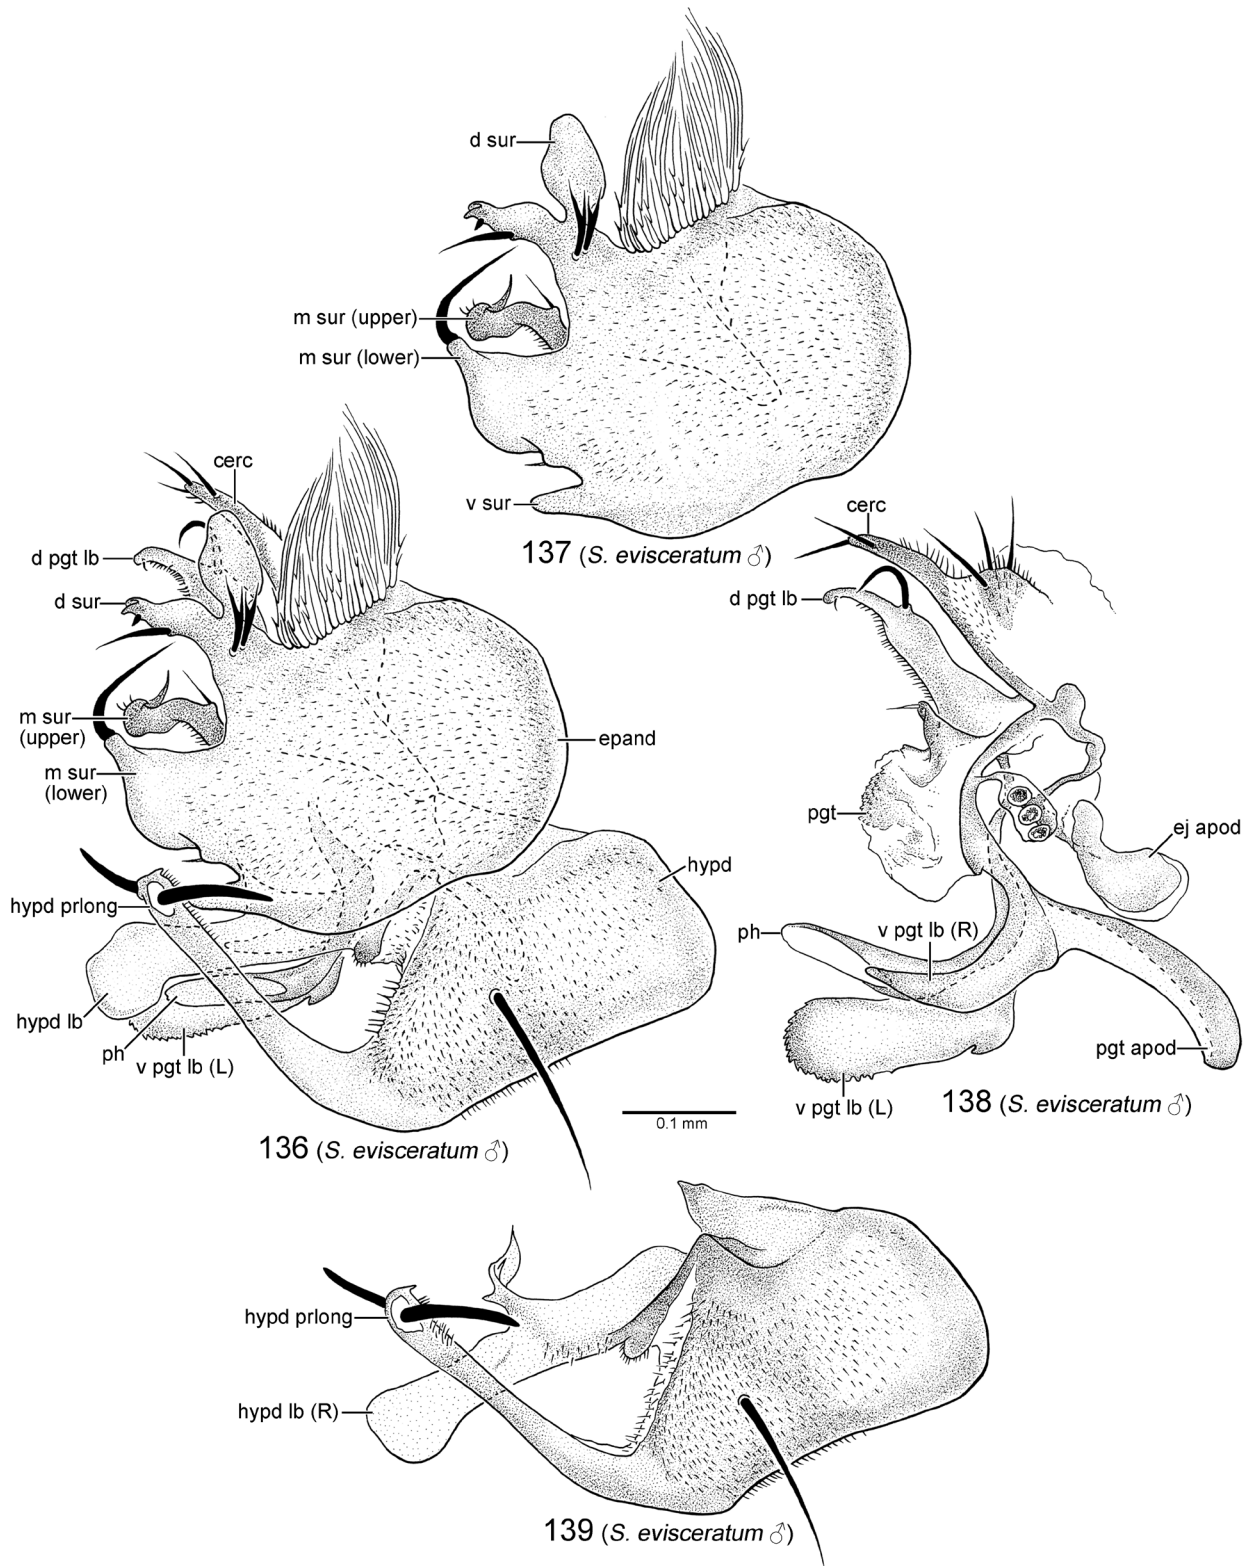 d sur
m sur (upper)
m sur (lower)
v sur
137 (S. evisceratum ♂)
cerc
d pgt lb
d sur
m sur
(upper)
m sur
(lower)
epand
hypd
hypd prlong
hypd lb
ph
v pgt lb (L)
136 (S. evisceratum ♂)
0.1 mm
cerc
d pgt lb
pgt
ej apod
ph
v pgt lb (R)
pgt apod
v pgt lb (L)
138 (S. evisceratum ♂)
hypd prlong
hypd lb (R)
139 (S. evisceratum ♂)